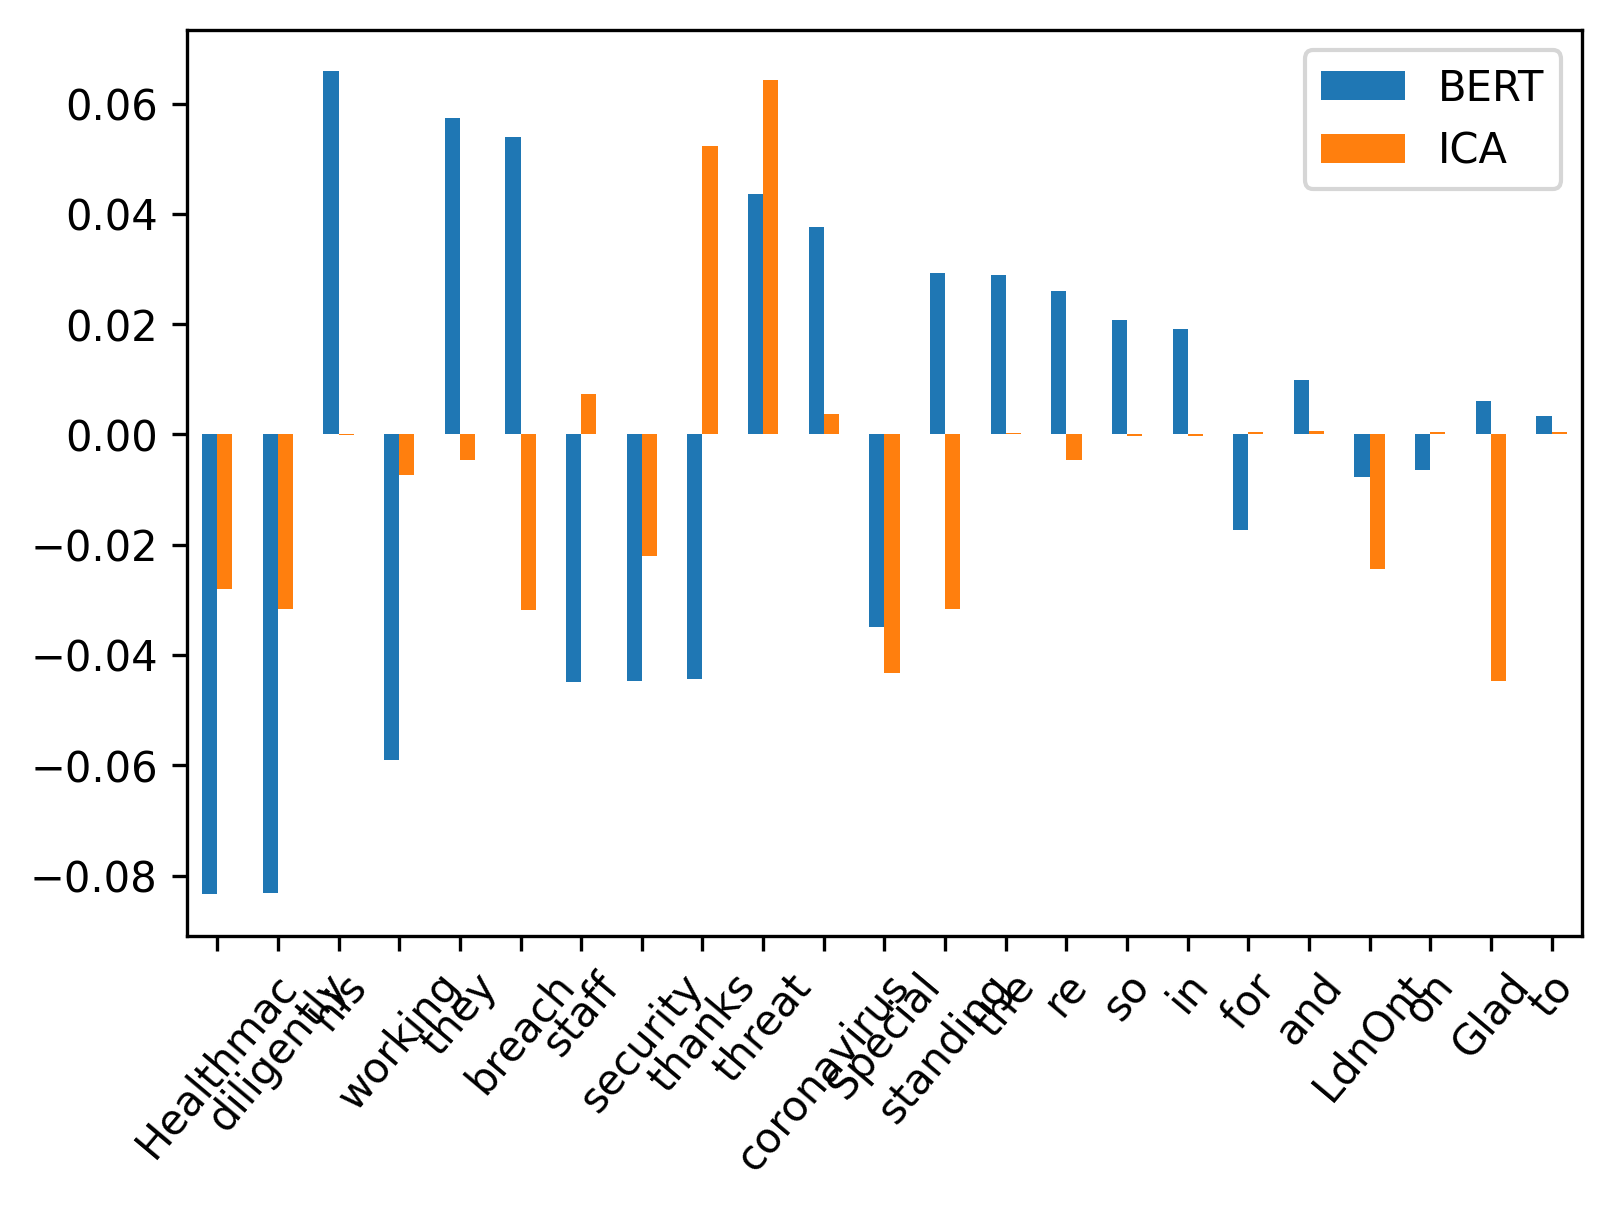 0.06
0.04
0.02
0.00
−0.02
−0.04
−0.06
−0.08
BERT
ICA
Healthmac
diligently
his
working
they
breach
staff
security
thanks
threat
coronavirus
Special
standing
the
re
so
in
for
and
LdnOnt
on
Glad
to